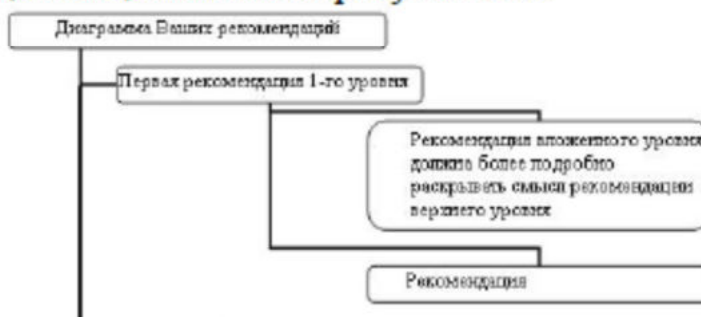 Диаграмма Ваших рекомендаций
Первая рекомендация 1-го уровня
Рекомендация вложенного уровня
должна более подробно
раскрывать смысл рекомендации
верхнего уровня
Рекомендация